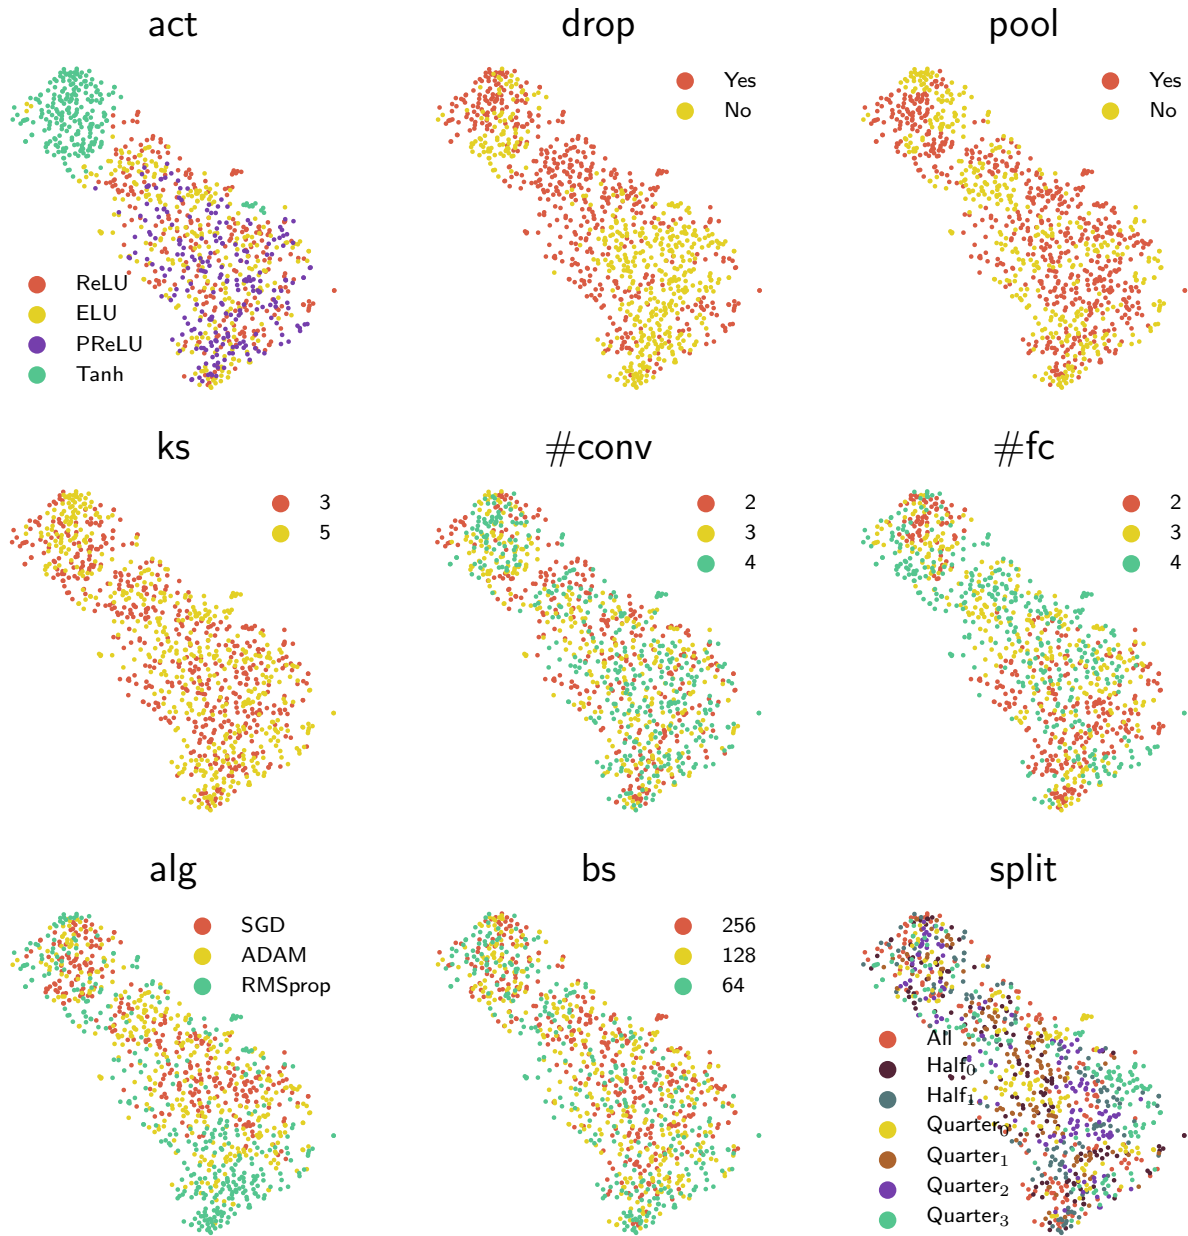 act
drop
pool
Yes
No
Yes
No
ReLU
ELU
PReLU
Tanh
ks
#conv
#fc
3
5
2
3
4
2
3
4
alg
bs
split
SGD
ADAM
RMSprop
256
128
64
All
Half₀
Half₁
Quarter₀
Quarter₁
Quarter₂
Quarter₃